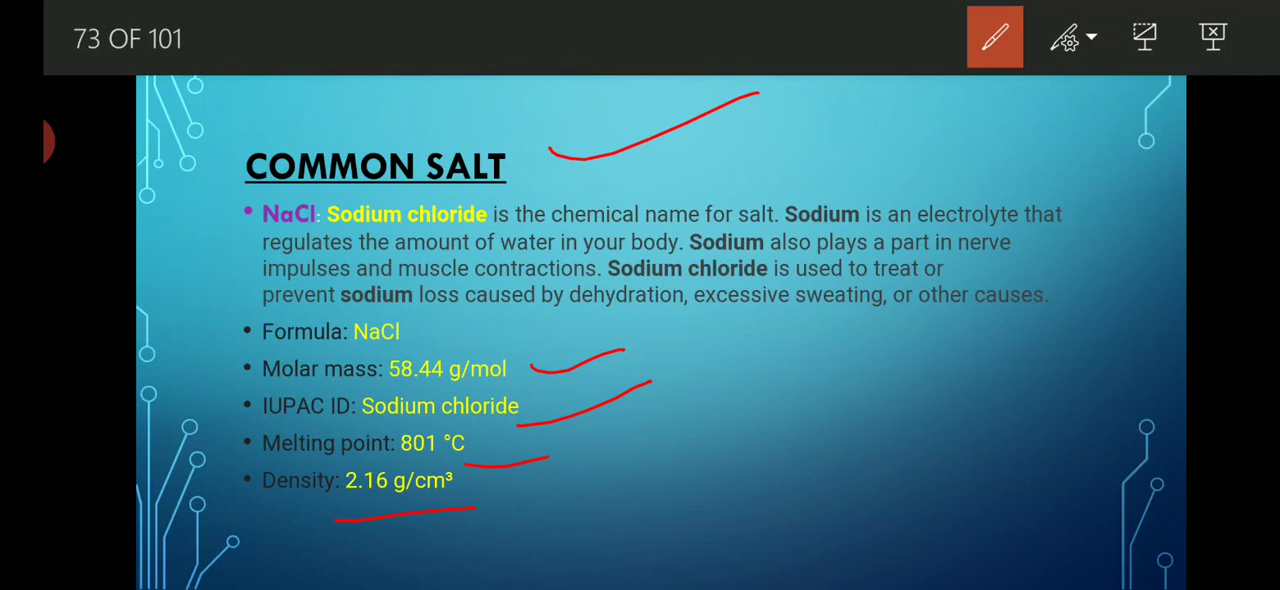 73 OF 101
COMMON SALT
• NaCl: Sodium chloride is the chemical name for salt. Sodium is an electrolyte that
regulates the amount of water in your body. Sodium also plays a part in nerve
impulses and muscle contractions. Sodium chloride is used to treat or
prevent sodium loss caused by dehydration, excessive sweating, or other causes.
• Formula: NaCl
• Molar mass: 58.44 g/mol
• IUPAC ID: Sodium chloride
• Melting point: 801 °C
• Density: 2.16 g/cm³